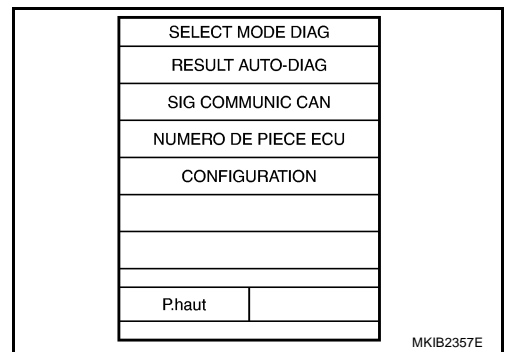 SELECT MODE DIAG
RESULT AUTO-DIAG
SIG COMMUNIC CAN
NUMERO DE PIECE ECU
CONFIGURATION
P.haut
MKIB2357E